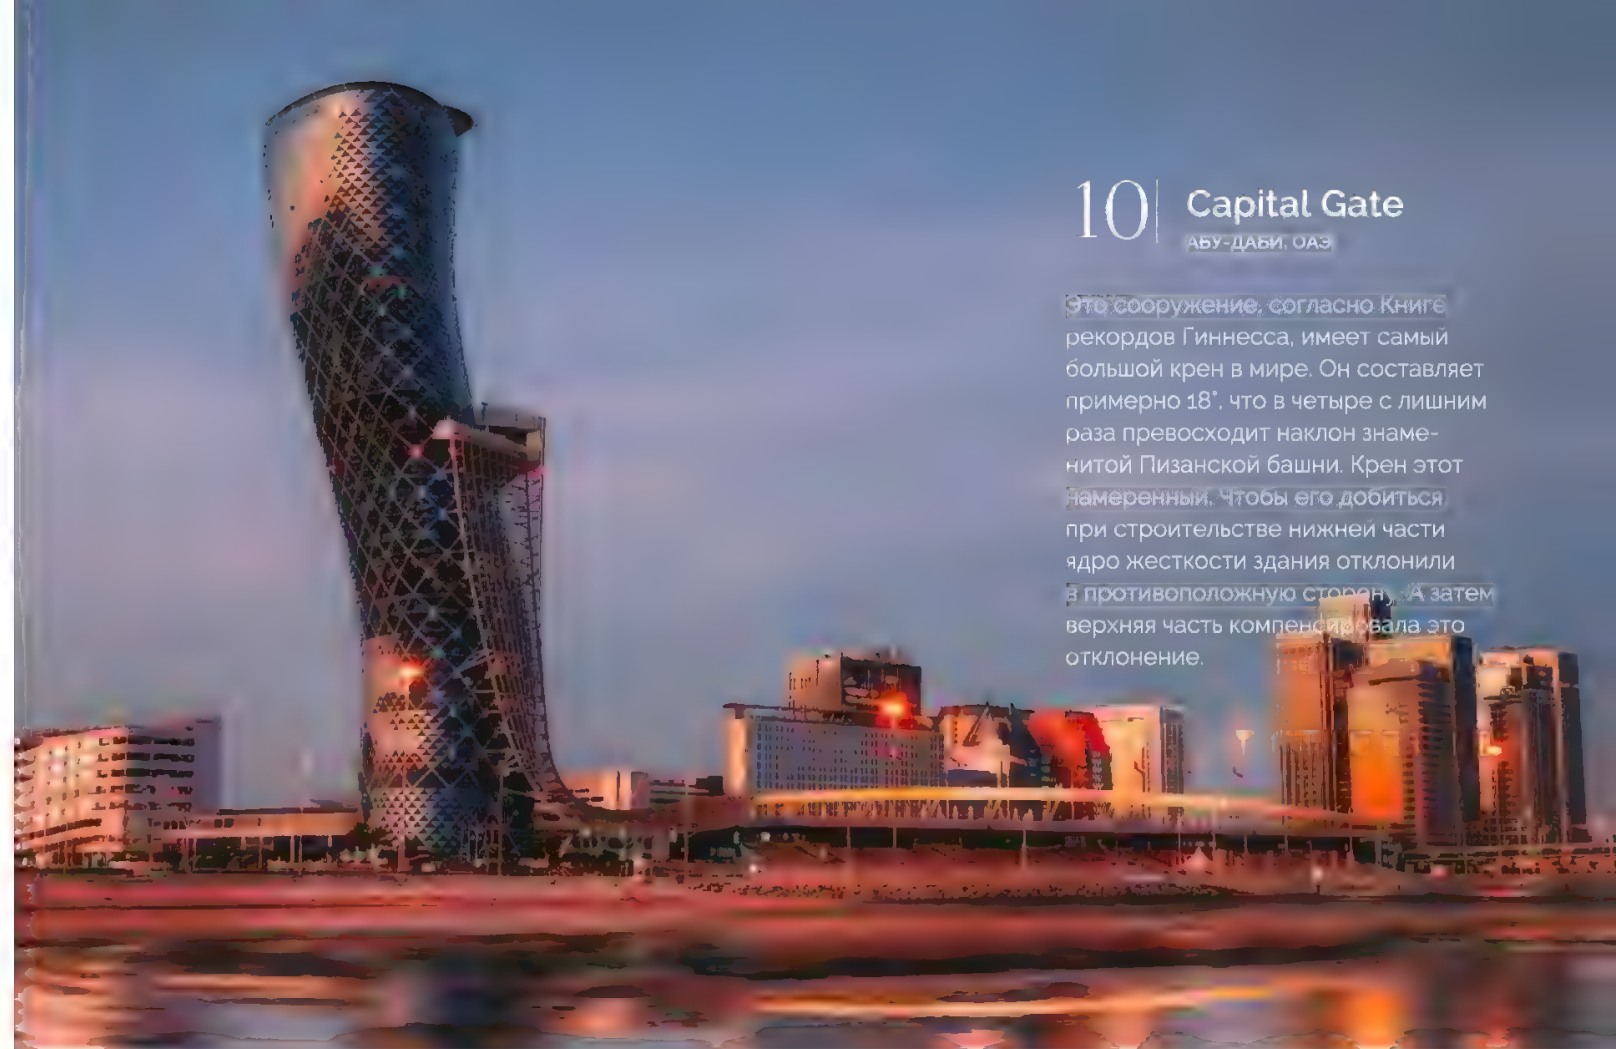 10
Capital Gate
АБУ-ДАБИ, ОАЭ
Это сооружение, согласно Книге
рекордов Гиннесса, имеет самый
большой крен в мире. Он составляет
примерно 18°, что в четыре с лишним
раза превосходит наклон знаме-
нитой Пизанской башни. Крен этот
намеренный. Чтобы его добиться,
при строительстве нижней части
ядро жесткости здания отклонили
в противоположную сторону. А затем
верхняя часть компенсировала это
отклонение.